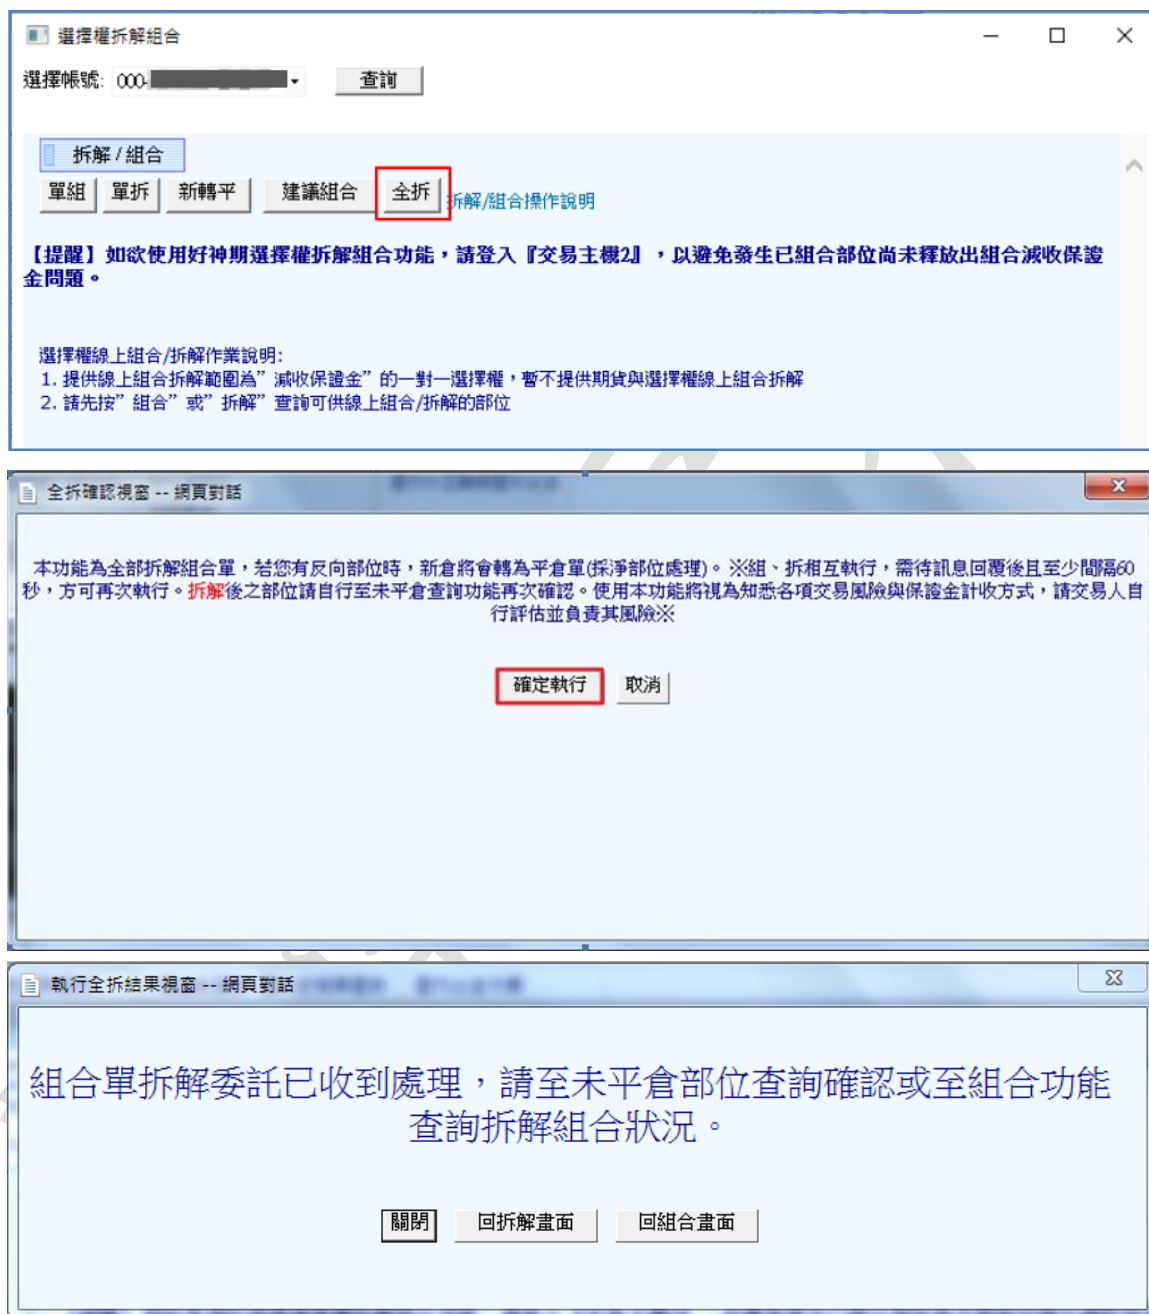 選擇權拆解組合
選擇帳號: 000- 查詢
拆解 / 組合
單組 單拆 新轉平 建議組合 全拆 拆解/組合操作說明
【提醒】如欲使用好神期選擇權拆解組合功能，請登入『交易主機2』，以避免發生已組合部位尚未釋放出組合減收保證
金問題。
選擇權線上組合/拆解作業說明:
1. 提供線上組合拆解範圍為”減收保證金”的一對一選擇權，暫不提供期貨與選擇權線上組合拆解
2. 請先按”組合”或”拆解”查詢可供線上組合/拆解的部位
全拆確認視窗 -- 網頁對話
本功能為全部拆解組合單，若您有反向部位時，新倉將會轉為平倉單(採淨部位處理)。※組、拆相互執行，需待訊息回覆後且至少間隔60
秒，方可再次執行。拆解後之部位請自行至未平倉查詢功能再次確認。使用本功能將視為知悉各項交易風險與保證金計收方式，請交易人自
行評估並負責其風險※
確定執行 取消
執行全拆結果視窗 -- 網頁對話
組合單拆解委託已收到處理，請至未平倉部位查詢確認或至組合功能
查詢拆解組合狀況。
關閉 回拆解畫面 回組合畫面